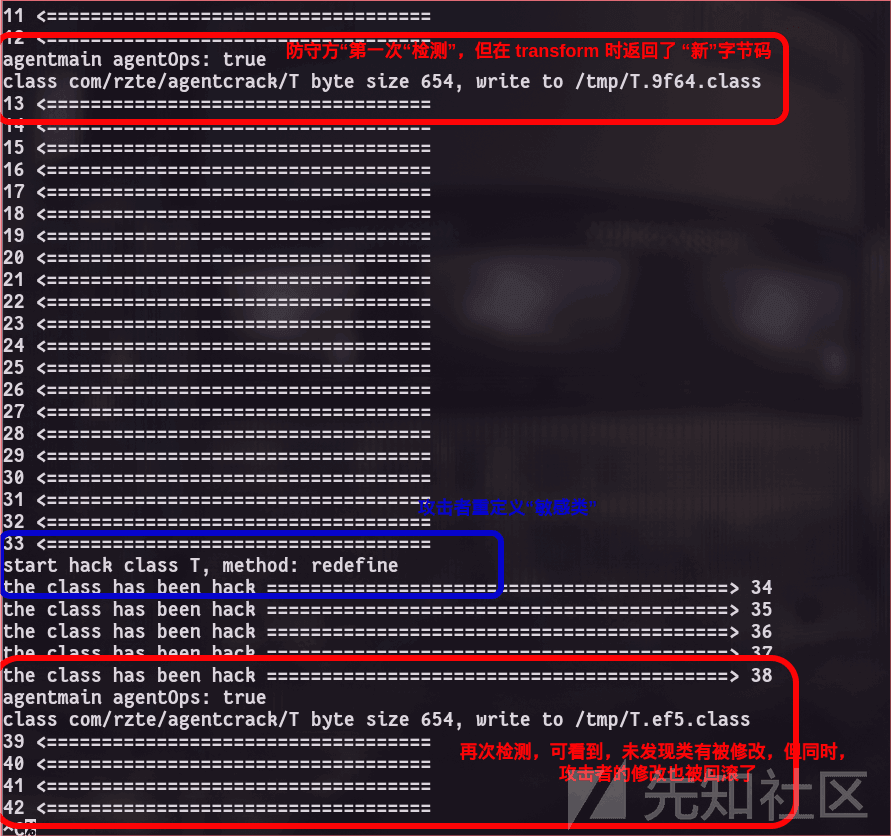 11 <===================================
12 <===================================
防守方“第一次“检测”，但在 transform 时返回了 “新”字节码
agentmain agentOps: true
class com/rzte/agentcrack/T byte size 654, write to /tmp/T.9f64.class
13 <===================================
14 <===================================
15 <===================================
16 <===================================
17 <===================================
18 <===================================
19 <===================================
20 <===================================
21 <===================================
22 <===================================
23 <===================================
24 <===================================
25 <===================================
26 <===================================
27 <===================================
28 <===================================
29 <===================================
30 <===================================
31 <===================================
攻击者重定义“敏感类”
32 <===================================
33 <===================================
start hack class T, method: redefine
the class has been hack ==========================================> 34
the class has been hack ==========================================> 35
the class has been hack ==========================================> 36
the class has been hack ==========================================> 37
the class has been hack ==========================================> 38
agentmain agentOps: true
class com/rzte/agentcrack/T byte size 654, write to /tmp/T.ef5.class
39 <===================================
40 <===================================
再次检测，可看到，未发现类有被修改，但同时，
攻击者的修改也被回滚了
41 <===================================
42 <===================================
^C%
先知社区